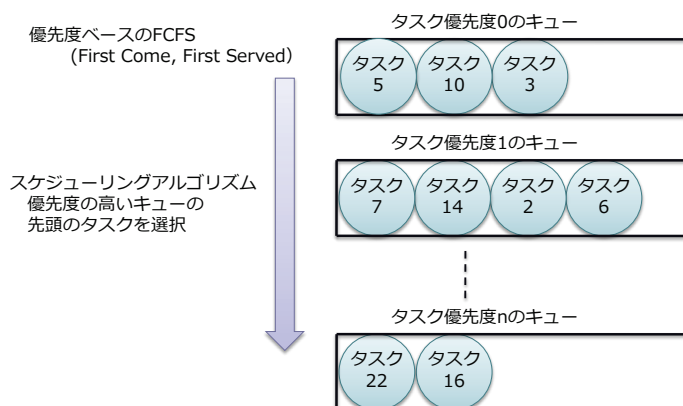 優先度ベースのFCFS
(First Come, First Served)
スケジューリングアルゴリズム
優先度の高いキューの
先頭のタスクを選択
タスク優先度0のキュー
タスク
5
タスク
10
タスク
3
タスク優先度1のキュー
タスク
7
タスク
14
タスク
2
タスク
6
タスク優先度nのキュー
タスク
22
タスク
16